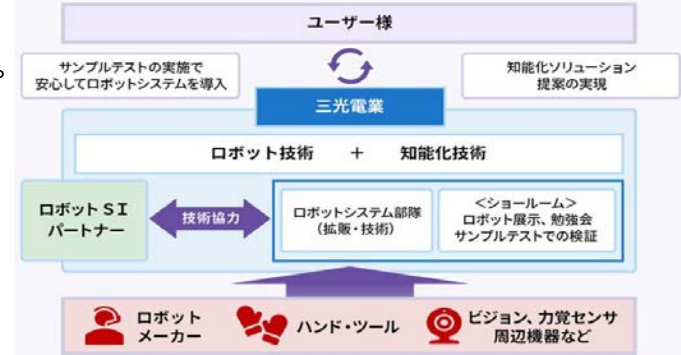 ユーザー様
。
サンプルテストの実施で
安心してロボットシステムを導入
知能化ソリューション
提案の実現
三光電業
ロボット技術 + 知能化技術
ロボットSI
パートナー
技術協力
ロボットシステム部隊
(拡販・技術)
<ショールーム>
ロボット展示、勉強会
サンプルテストでの検証
ロボット
メーカー
ハンド・ツール
ビジョン、力覚センサ
周辺機器など